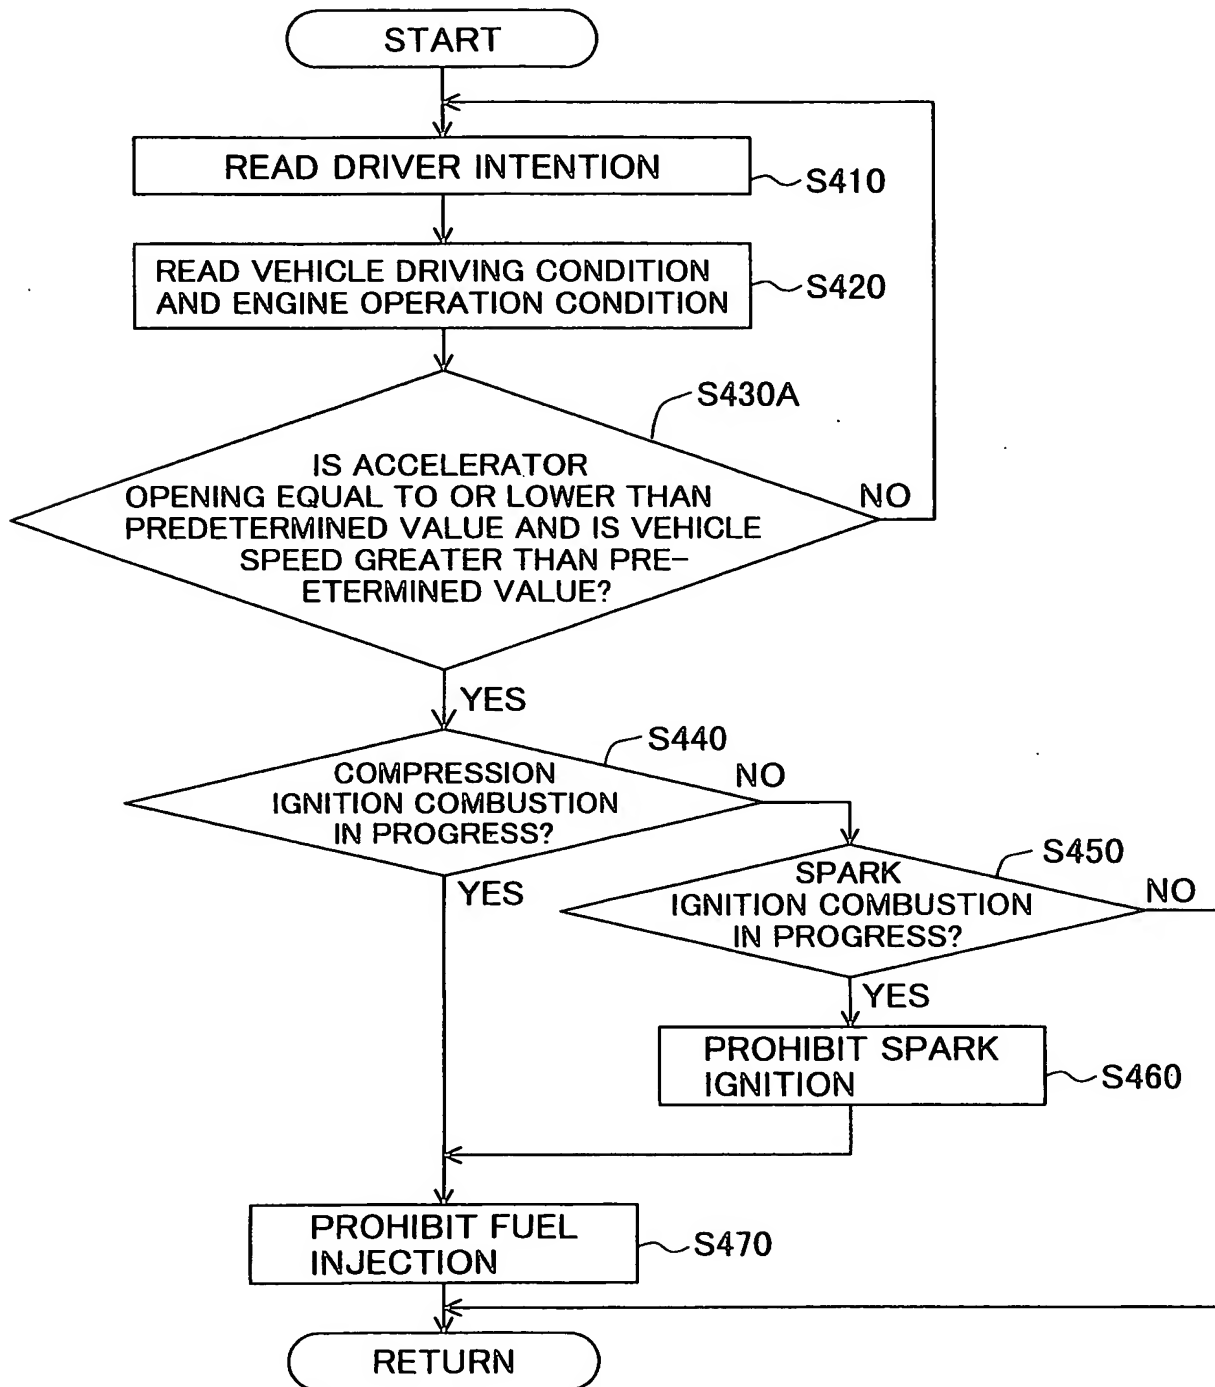 START
READ DRIVER INTENTION
S410
READ VEHICLE DRIVING CONDITION
AND ENGINE OPERATION CONDITION
S420
S430A
IS ACCELERATOR
OPENING EQUAL TO OR LOWER THAN
PREDETERMINED VALUE AND IS VEHICLE
SPEED GREATER THAN PRE-
ETERMINED VALUE?
NO
YES
S440
COMPRESSION
IGNITION COMBUSTION
IN PROGRESS?
NO
YES
S450
SPARK
IGNITION COMBUSTION
IN PROGRESS?
NO
YES
PROHIBIT SPARK
IGNITION
S460
PROHIBIT FUEL
INJECTION
S470
RETURN